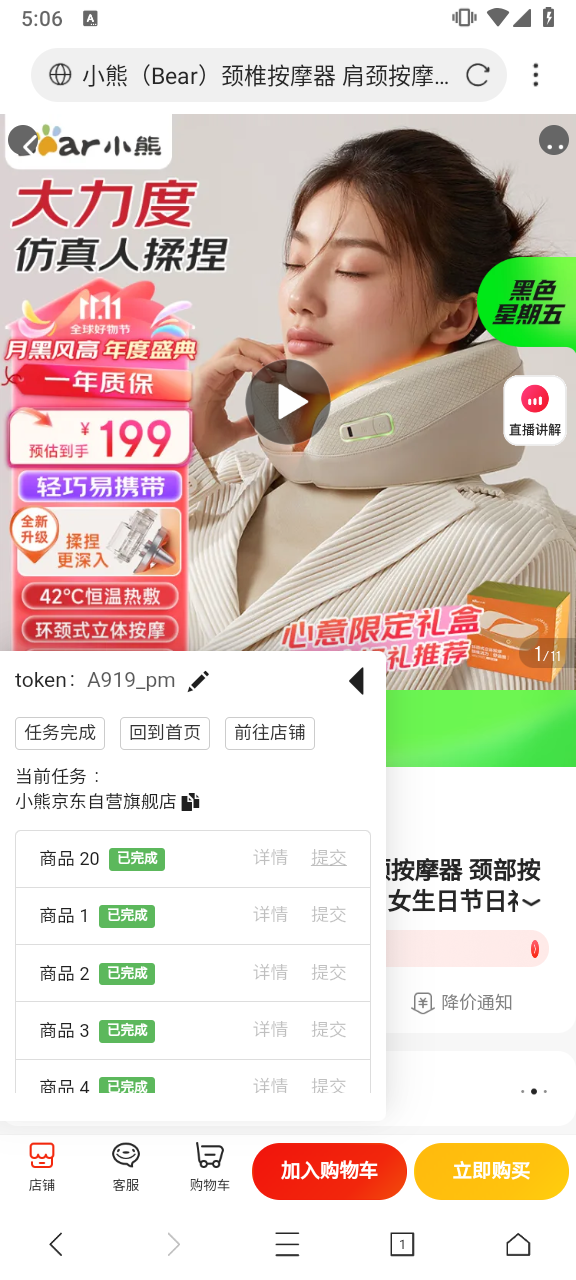 5:06
A
小熊（Bear）颈椎按摩器 肩颈按摩...
Bear小熊
大力度
仿真人揉捏
11.11
全球好物节
月黑风高 年度盛典
一年质保
预估到手 ¥199
轻巧易携带
全新升级
揉捏
更深入
42°C恒温热敷
环颈式立体按摩
黑色
星期五
直播讲解
心意限定礼盒
礼推荐
1/11
token： A919_pm
任务完成 回到首页 前往店铺
当前任务：
小熊京东自营旗舰店
商品 20 已完成 详情 提交
商品 1 已完成 详情 提交
商品 2 已完成 详情 提交
商品 3 已完成 详情 提交
商品 4 已完成 详情 提交
按摩器 颈部按
女生日节日礼
降价通知
店铺 客服 购物车 加入购物车 立即购买
1